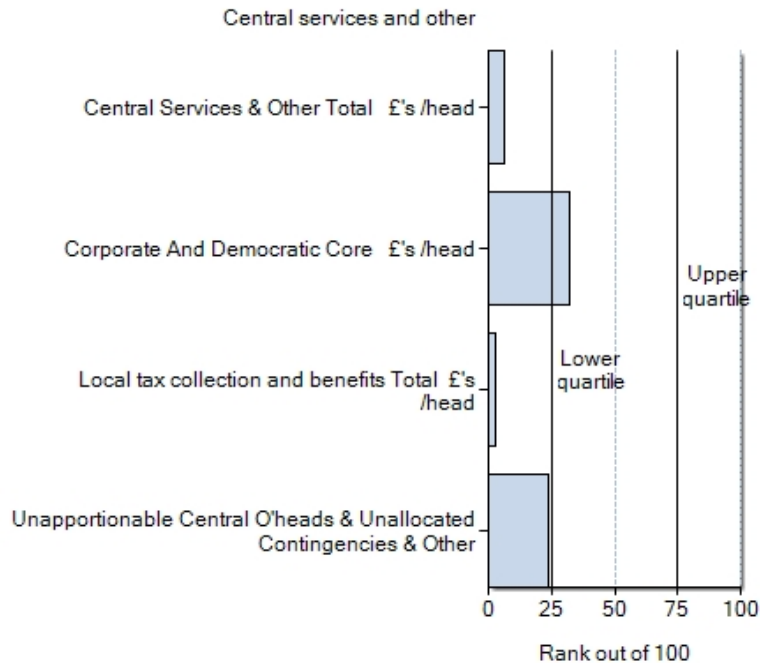 Central services and other
Central Services & Other Total £'s /head
Corporate And Democratic Core £'s /head
Upper
quartile
Lower
quartile
Local tax collection and benefits Total £'s
/head
Unapportionable Central O'heads & Unallocated
Contingencies & Other
0 25 50 75 100
Rank out of 100